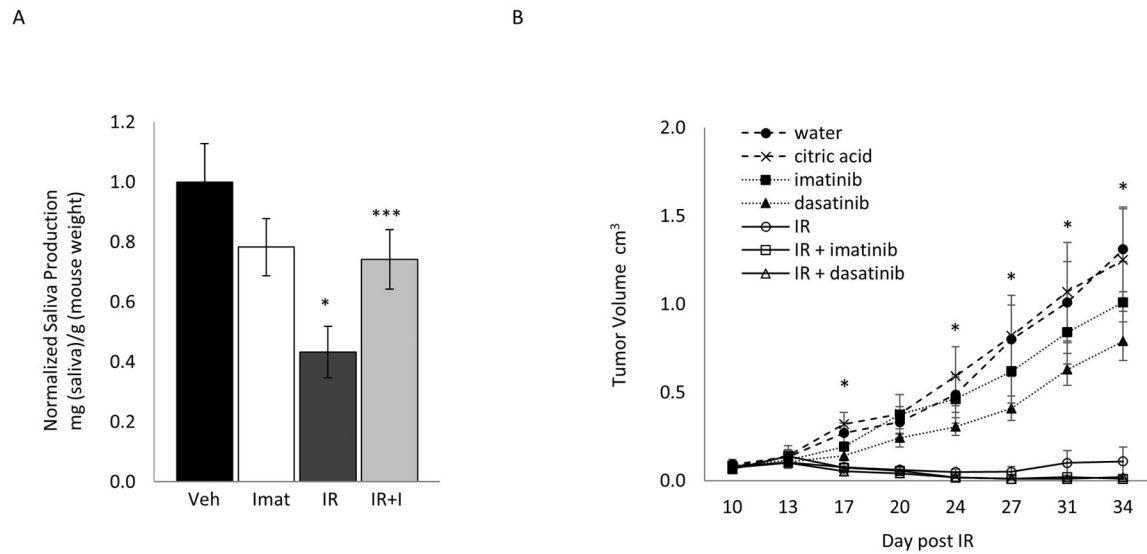 A
B
Normalized Saliva Production
mg (saliva)/g (mouse weight)
1.2
1.0
0.8
0.6
0.4
0.2
0.0
*
***
Veh Imat IR IR+I
Tumor Volume cm³
2.0
1.5
1.0
0.5
0.0
water
citric acid
imatinib
dasatinib
IR
IR + imatinib
IR + dasatinib
* * * * *
10 13 17 20 24 27 31 34
Day post IR